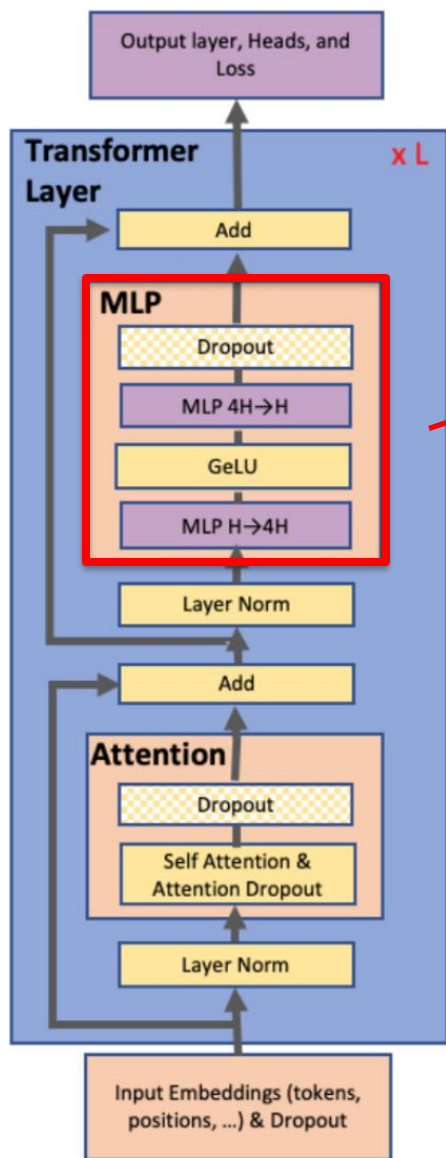 Output layer, Heads, and
Loss
Transformer
Layer
x L
Add
MLP
Dropout
MLP 4H→H
GeLU
MLP H→4H
Layer Norm
Add
Attention
Dropout
Self Attention &
Attention Dropout
Layer Norm
Input Embeddings (tokens,
positions, ...) & Dropout